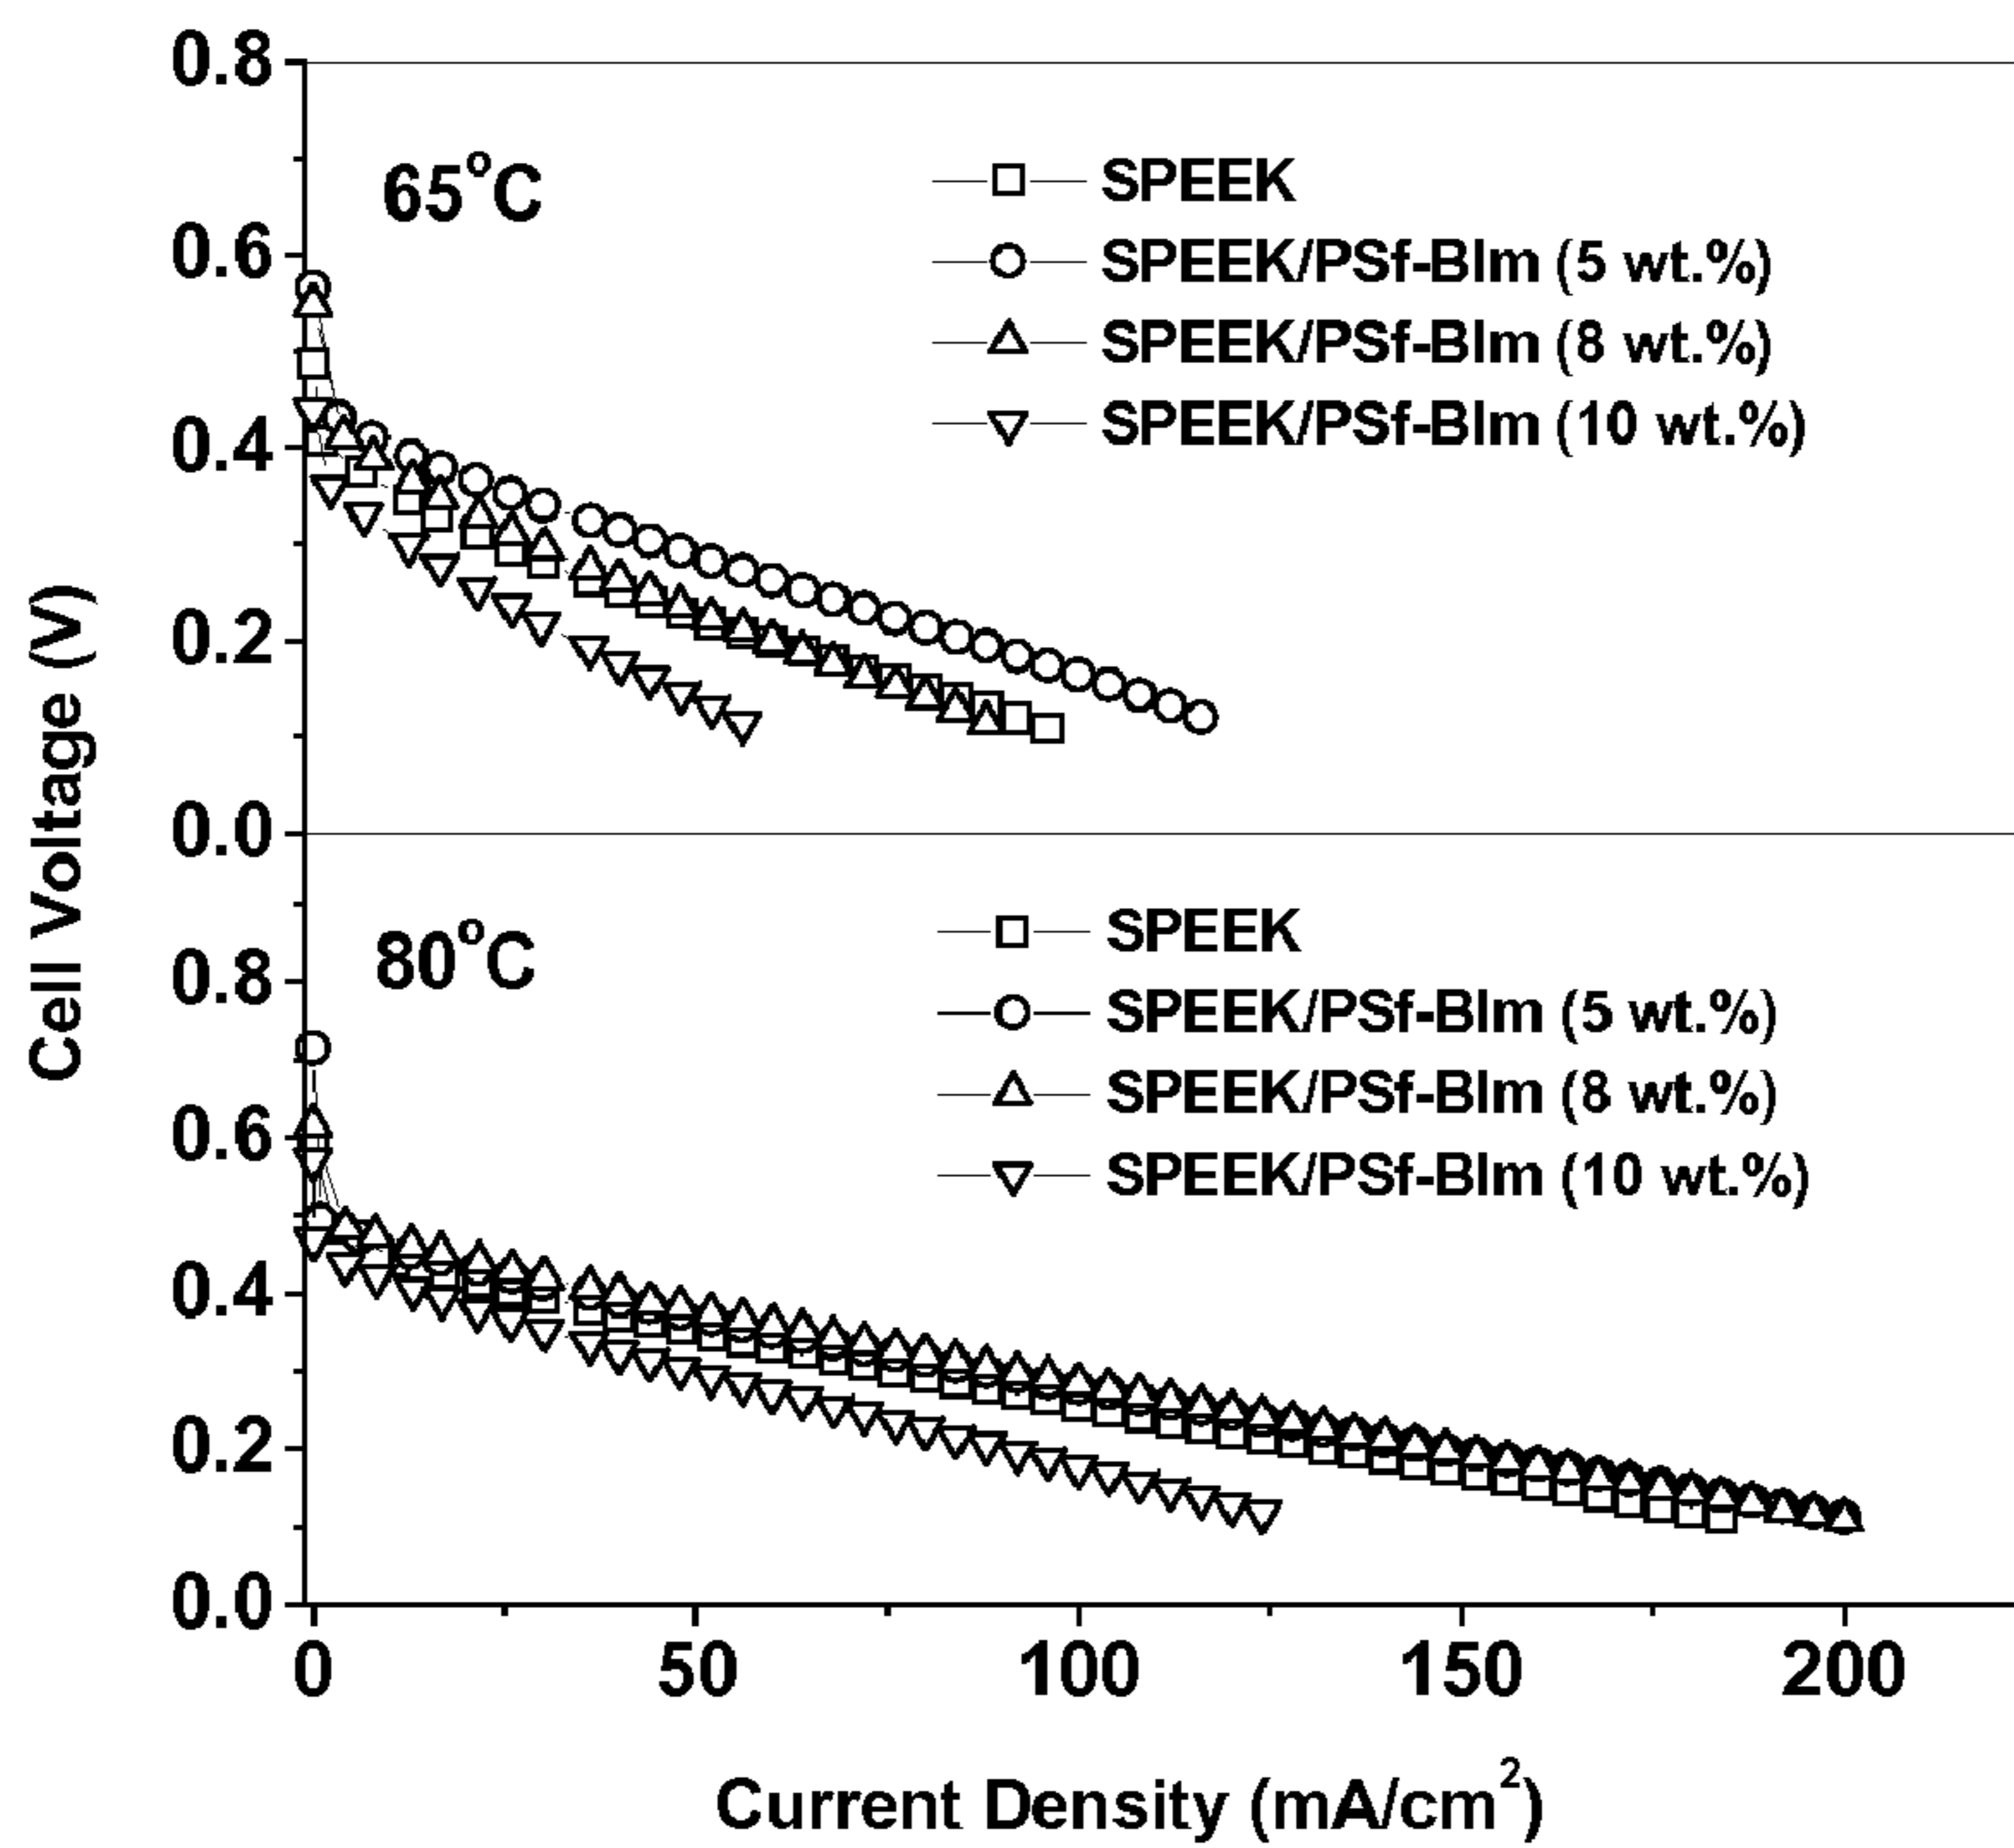 0.8
65°C
SPEEK
SPEEK/PSf-BIm (5 wt.%)
SPEEK/PSf-BIm (8 wt.%)
SPEEK/PSf-BIm (10 wt.%)
0.6
0.4
0.2
0.0
Cell Voltage (V)
80°C
SPEEK
SPEEK/PSf-BIm (5 wt.%)
SPEEK/PSf-BIm (8 wt.%)
SPEEK/PSf-BIm (10 wt.%)
0.8
0.6
0.4
0.2
0.0
0 50 100 150 200
Current Density (mA/cm²)